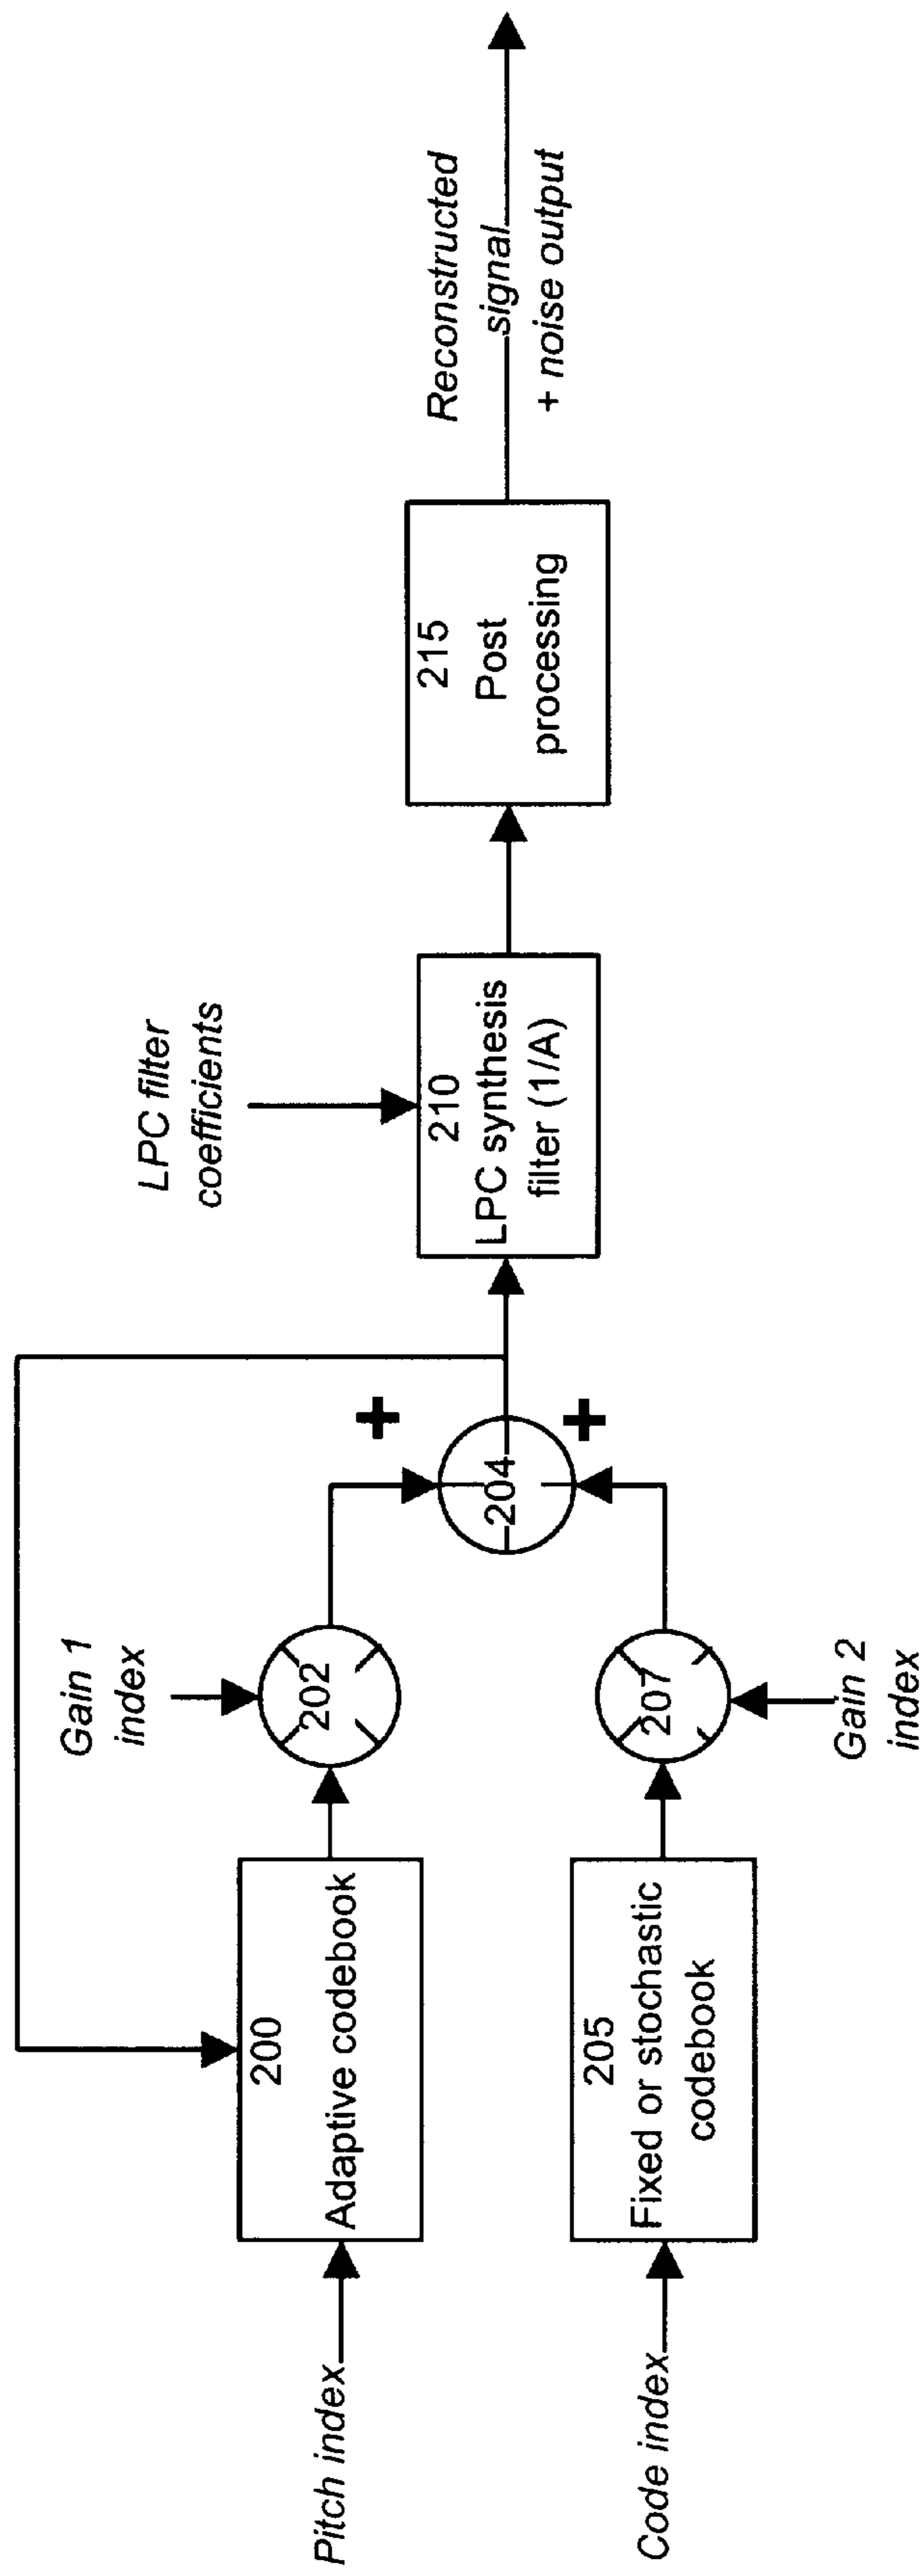 Pitch index
200
Adaptive codebook
Gain 1
index
202
Code index
205
Fixed or stochastic
codebook
207
Gain 2
index
+
204
+
LPC filter
coefficients
210
LPC synthesis
filter (1/A)
215
Post
processing
Reconstructed
signal
+ noise output